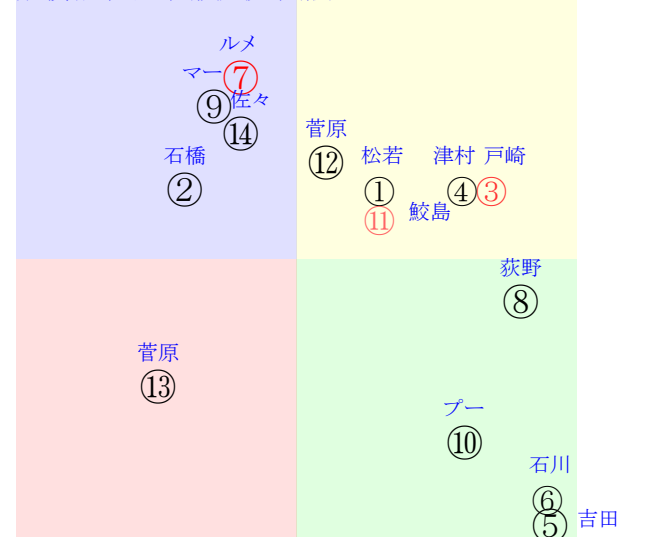 ルメ
マー ⑦
⑨ 佐々
⑭
菅原
石橋 ⑫ 松若 津村 戸崎
② ① ④ ③
⑪ 鮫島
荻野
⑧
菅原
⑬
プー
⑩
石川
⑥
⑤ 吉田